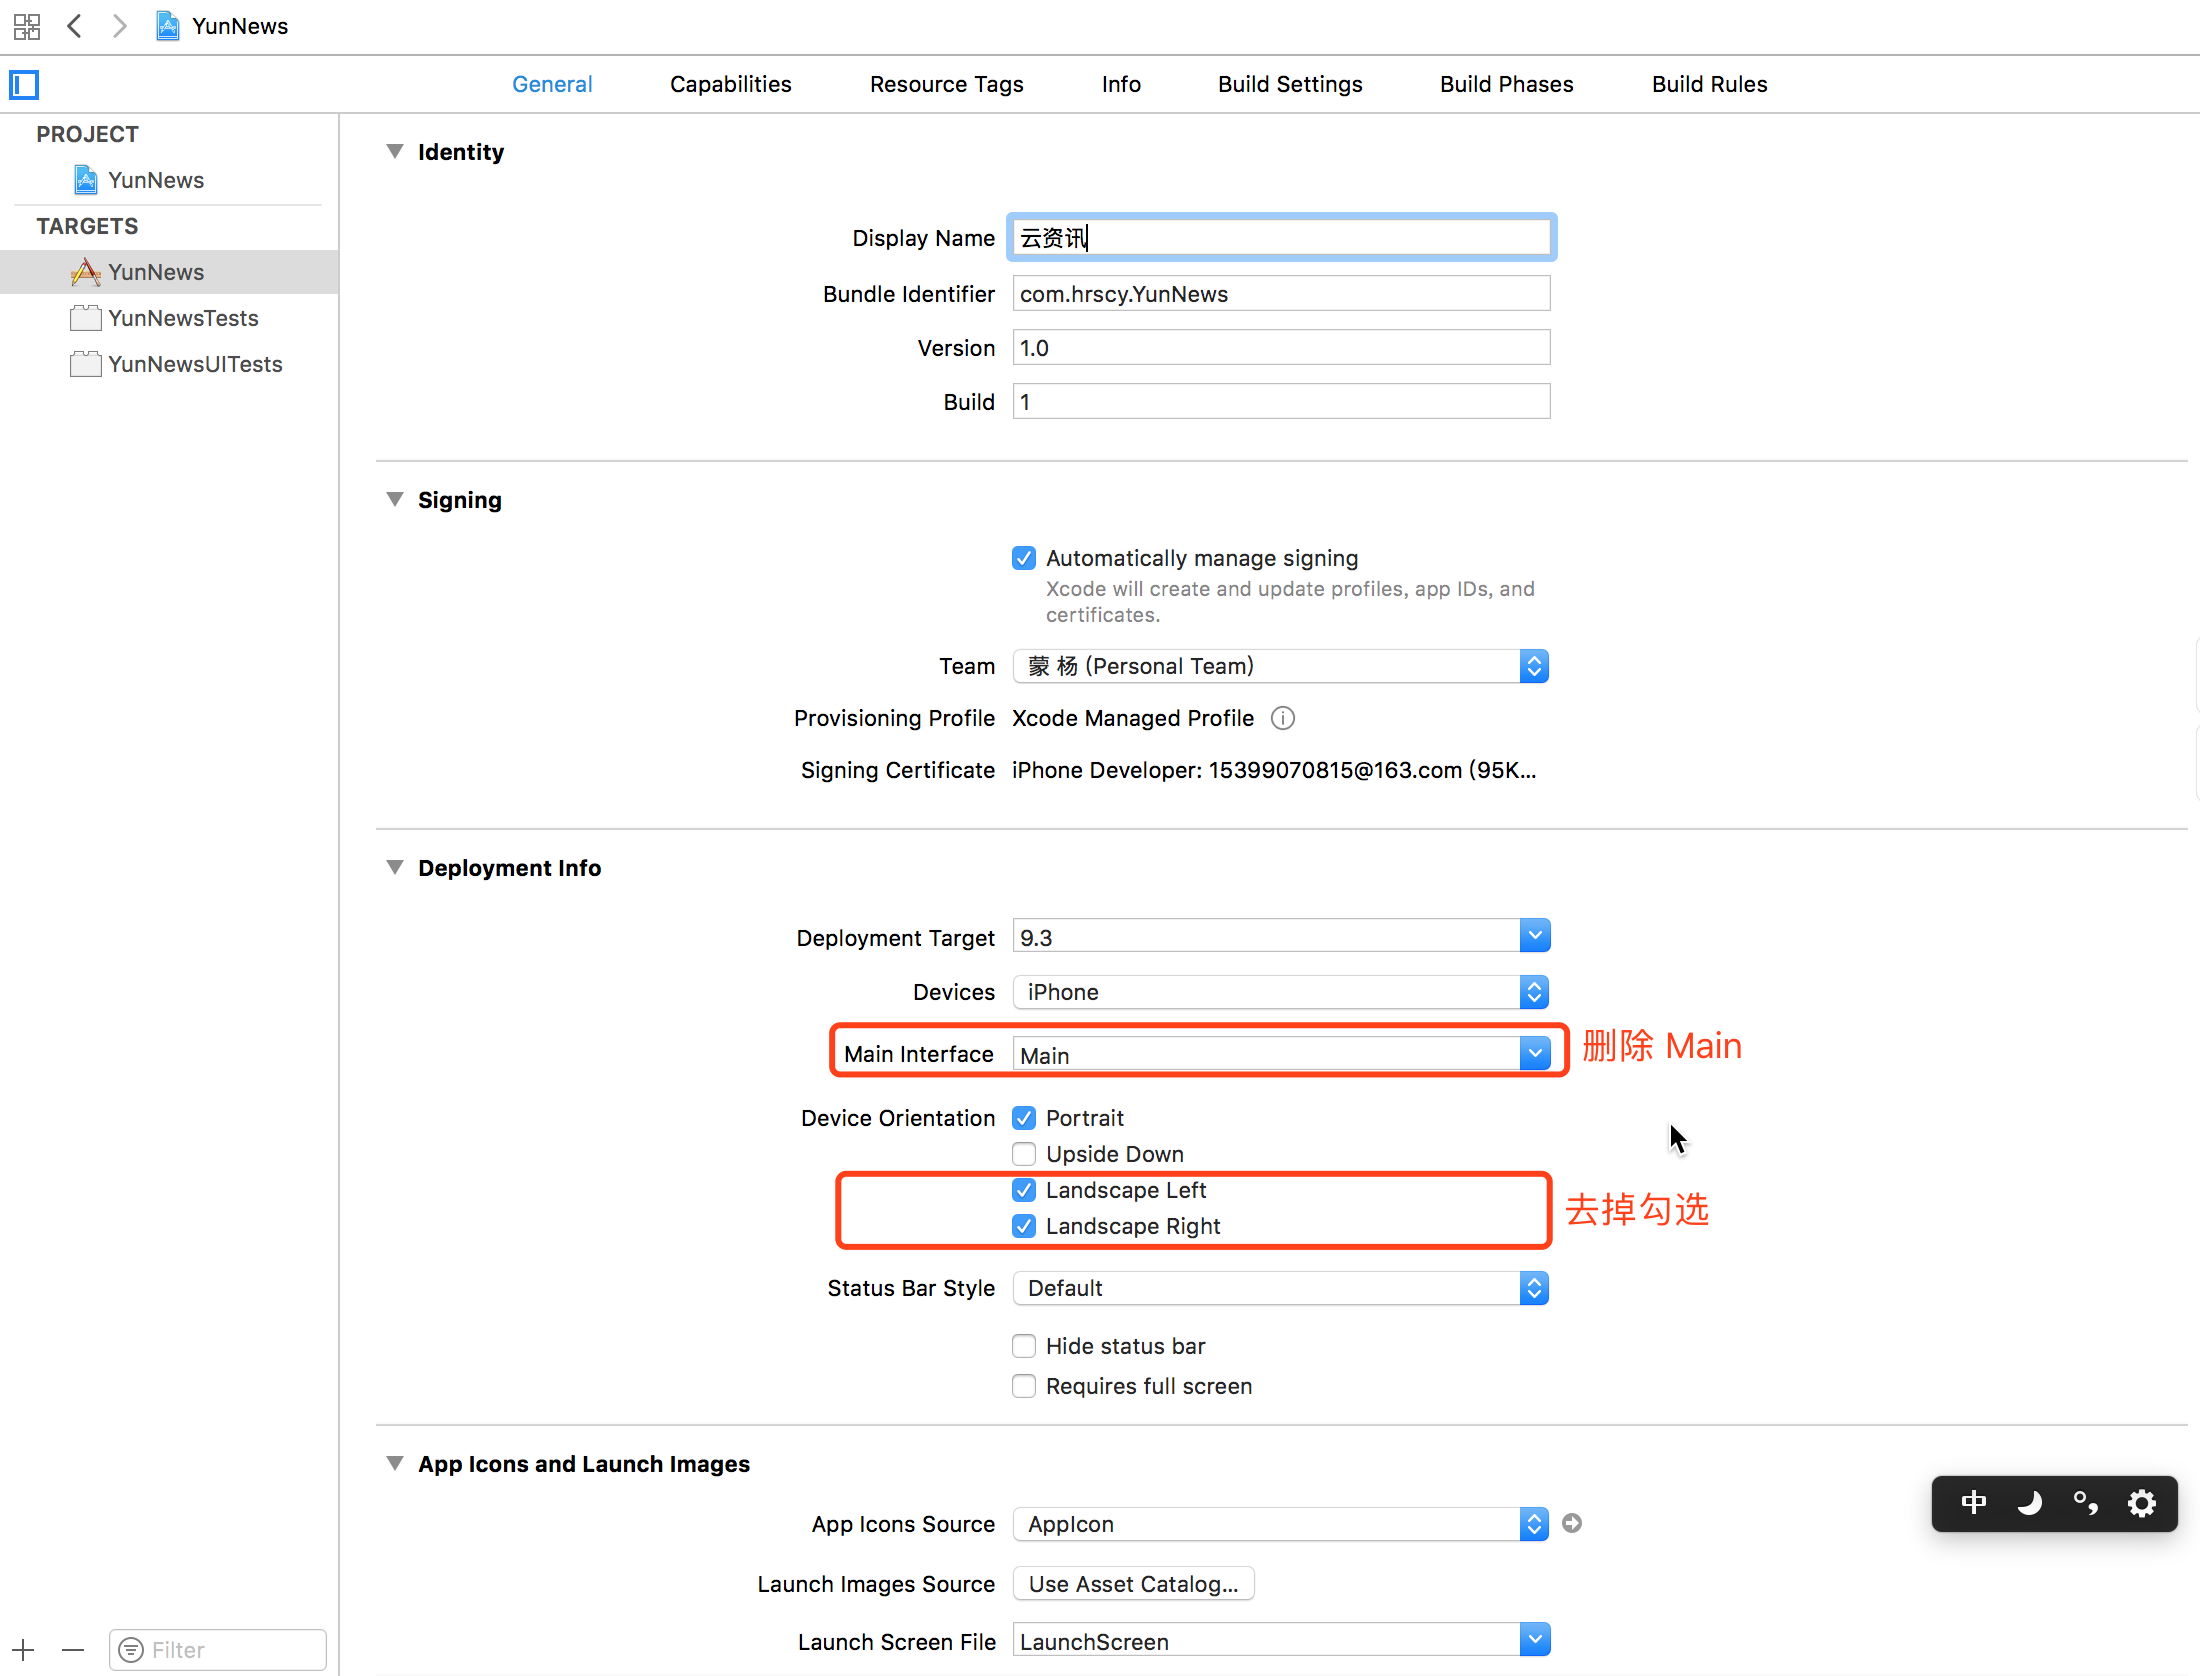 YunNews
General Capabilities Resource Tags Info Build Settings Build Phases Build Rules
PROJECT
YunNews
TARGETS
YunNews
YunNewsTests
YunNewsUITests
Identity
Display Name 云资讯
Bundle Identifier com.hrscy.YunNews
Version 1.0
Build 1
Signing
Automatically manage signing
Xcode will create and update profiles, app IDs, and
certificates.
Team 蒙 杨 (Personal Team)
Provisioning Profile Xcode Managed Profile
Signing Certificate iPhone Developer: 15399070815@163.com (95K...
Deployment Info
Deployment Target 9.3
Devices iPhone
Main Interface Main 删除 Main
Device Orientation Portrait
Upside Down
Landscape Left
Landscape Right
去掉勾选
Status Bar Style Default
Hide status bar
Requires full screen
App Icons and Launch Images
App Icons Source AppIcon
Launch Images Source Use Asset Catalog...
Launch Screen File LaunchScreen
中
Filter